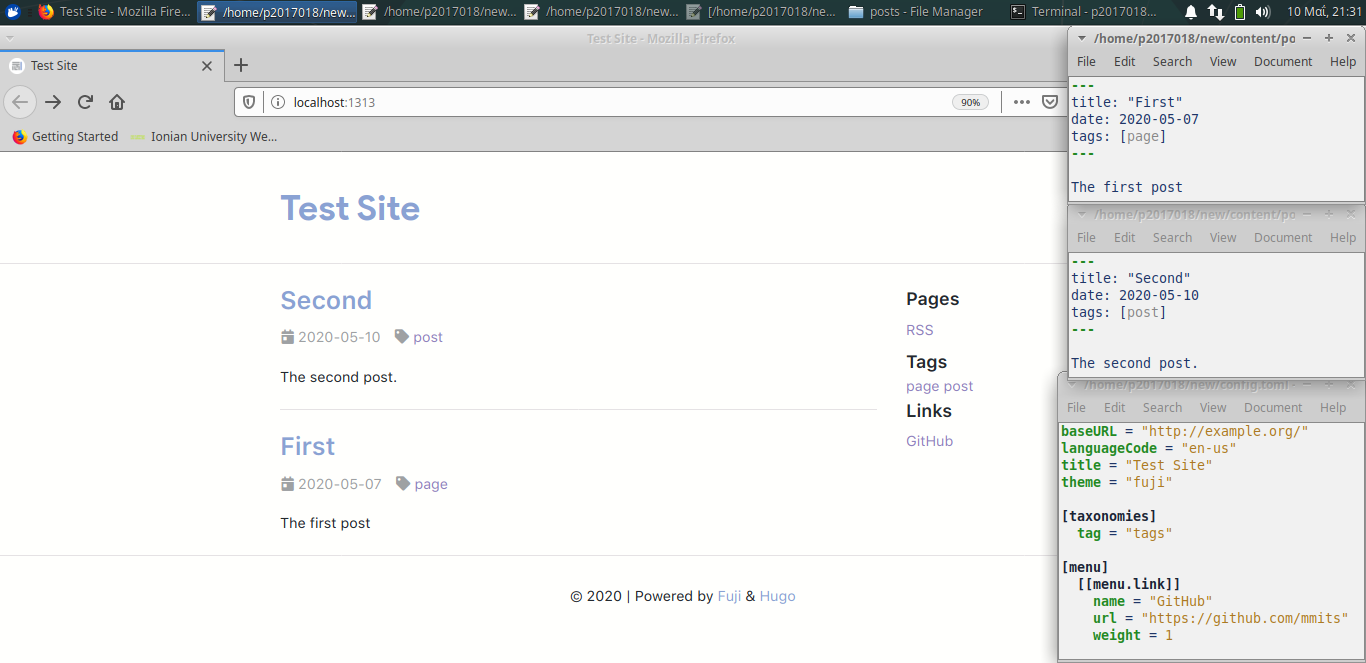 Test Site - Mozilla Fire...
/home/p2017018/new...
/home/p2017018/new...
/home/p2017018/new...
[/home/p2017018/ne...
posts - File Manager
Terminal - p2017018...
10 Μαΐ, 21:31
Test Site - Mozilla Firefox
Test Site
localhost:1313
90%
Getting Started
Ionian University We...
Test Site
Second
2020-05-10 post
The second post.
First
2020-05-07 page
The first post
Pages
RSS
Tags
page post
Links
GitHub
© 2020 | Powered by Fuji & Hugo
/home/p2017018/new/content/po
File Edit Search View Document Help
---
title: "First"
date: 2020-05-07
tags: [page]
---
The first post
/home/p2017018/new/content/po
File Edit Search View Document Help
---
title: "Second"
date: 2020-05-10
tags: [post]
---
The second post.
/home/p2017018/new/config.toml -
File Edit Search View Document Help
baseURL = "http://example.org/"
languageCode = "en-us"
title = "Test Site"
theme = "fuji"
[taxonomies]
tag = "tags"
[menu]
[[menu.link]]
name = "GitHub"
url = "https://github.com/mmits"
weight = 1